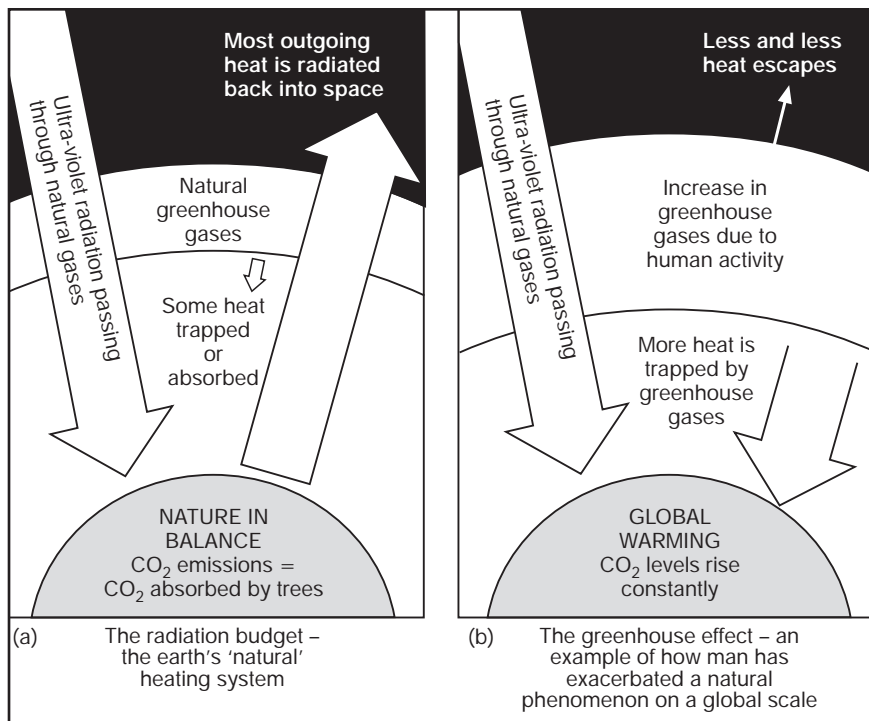 Most outgoing
heat is radiated
back into space
Ultra-violet radiation passing
through natural gases
Natural
greenhouse
gases
Some heat
trapped
or
absorbed
NATURE IN
BALANCE
CO₂ emissions =
CO₂ absorbed by trees
(a) The radiation budget –
the earth's 'natural'
heating system
Less and less
heat escapes
Ultra-violet radiation passing
through natural gases
Increase in
greenhouse
gases due to
human activity
More heat is
trapped by
greenhouse
gases
GLOBAL
WARMING
CO₂ levels rise
constantly
(b) The greenhouse effect – an
example of how man has
exacerbated a natural
phenomenon on a global scale